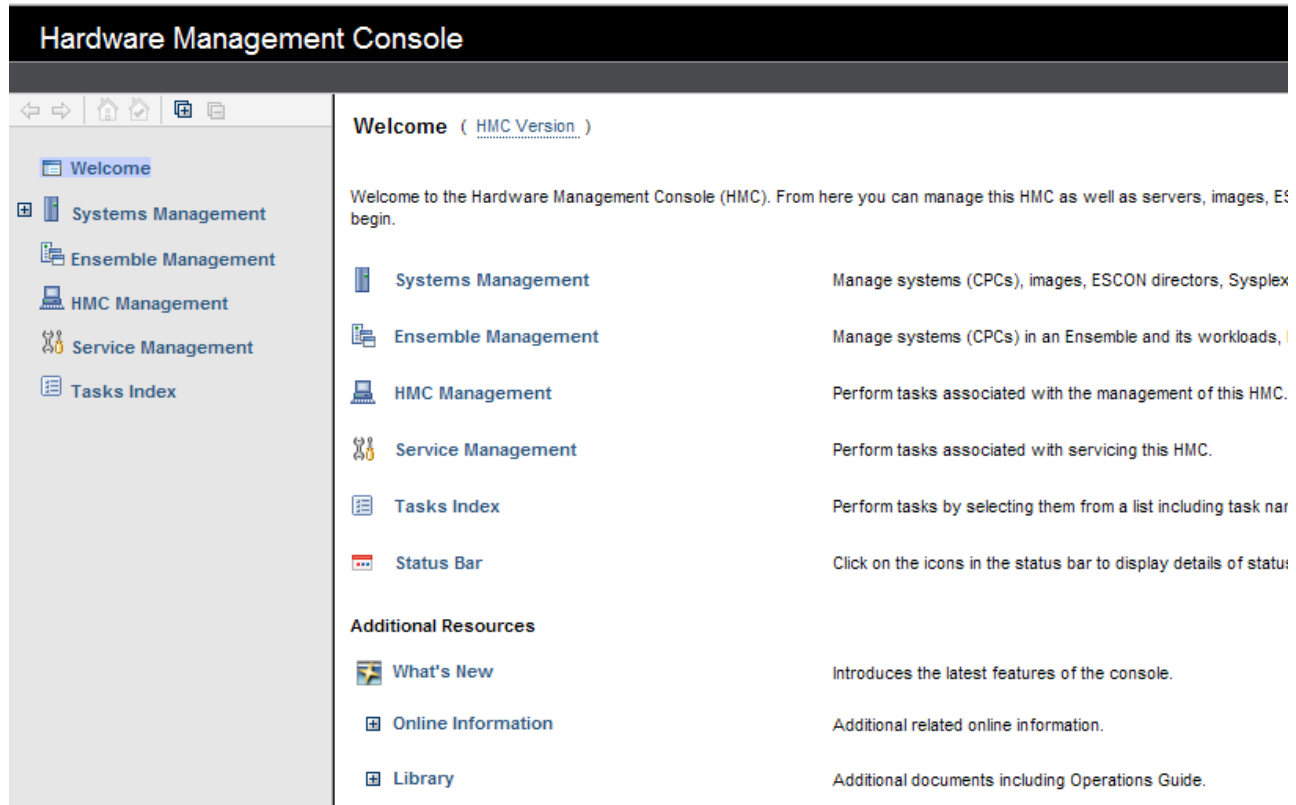 Hardware Management Console
Welcome
Systems Management
Ensemble Management
HMC Management
Service Management
Tasks Index
Welcome ( HMC Version )
Welcome to the Hardware Management Console (HMC). From here you can manage this HMC as well as servers, images,
begin.
Systems Management Manage systems (CPCs), images, ESCON directors, Sysplex
Ensemble Management Manage systems (CPCs) in an Ensemble and its workloads,
HMC Management Perform tasks associated with the management of this HMC.
Service Management Perform tasks associated with servicing this HMC.
Tasks Index Perform tasks by selecting them from a list including task
Status Bar Click on the icons in the status bar to display details of
Additional Resources
What's New Introduces the latest features of the console.
Online Information Additional related online information.
Library Additional documents including Operations Guide.